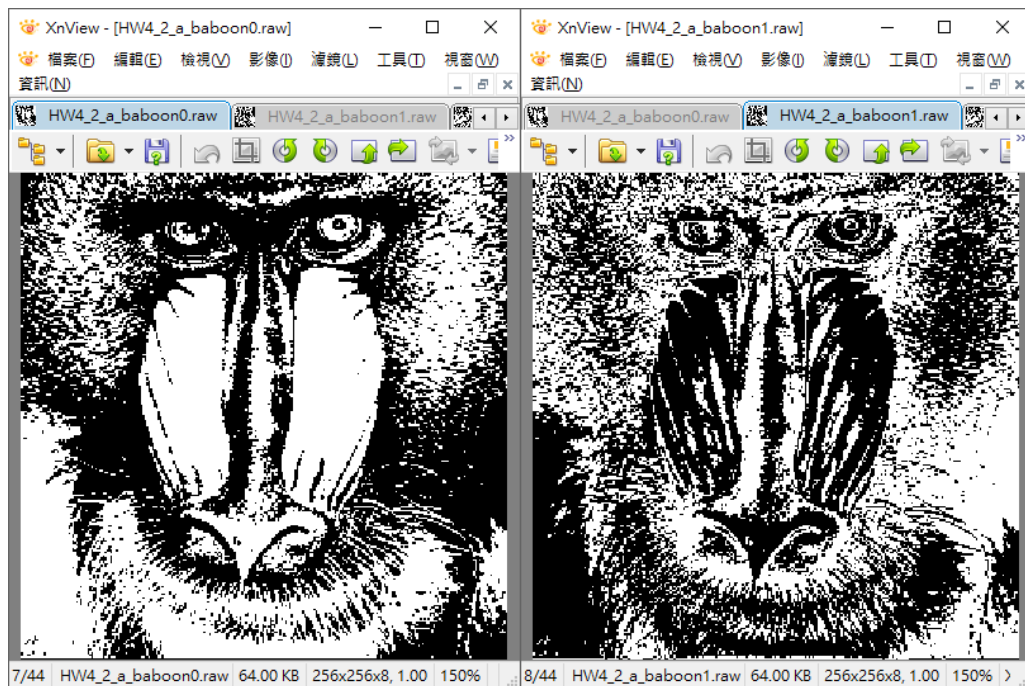 XnView - [HW4_2_a_baboon0.raw]
檔案(F) 編輯(E) 檢視(V) 影像(I) 濾鏡(L) 工具(T) 視窗(W)
資訊(N)
HW4_2_a_baboon0.raw HW4_2_a_baboon1.raw
7/44 HW4_2_a_baboon0.raw 64.00 KB 256x256x8, 1.00 150%
XnView - [HW4_2_a_baboon1.raw]
檔案(F) 編輯(E) 檢視(V) 影像(I) 濾鏡(L) 工具(T) 視窗(W)
資訊(N)
HW4_2_a_baboon0.raw HW4_2_a_baboon1.raw
8/44 HW4_2_a_baboon1.raw 64.00 KB 256x256x8, 1.00 150%